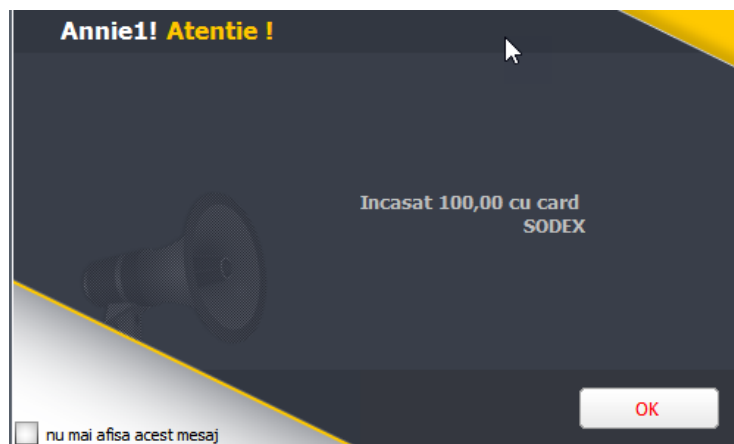 Annie1! Atentie !
Incasat 100,00 cu card
SODEX
OK
nu mai afisa acest mesaj